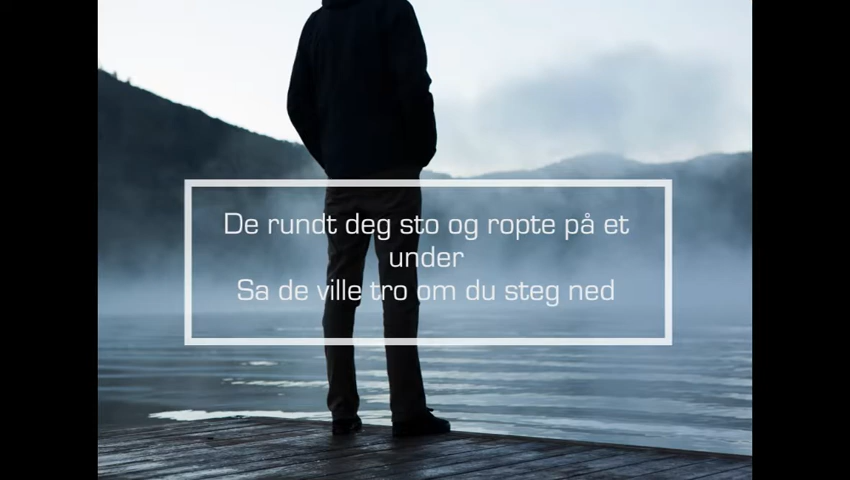 De rundt deg sto og ropte på et
under
Sa de ville tro om du steg ned